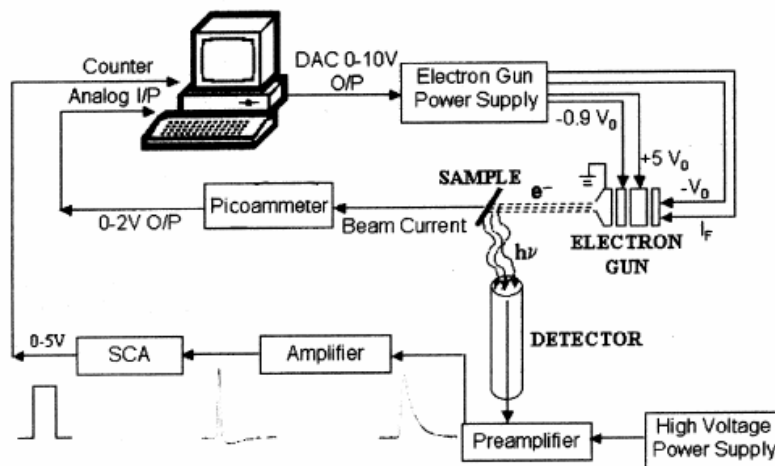 Counter
Analog I/P
DAC 0-10V
O/P
Electron Gun
Power Supply
-0.9 V₀
+5 V₀
-V₀
I_F
SAMPLE
e⁻
Picoammeter
0-2V O/P
Beam Current
hν
ELECTRON
GUN
DETECTOR
0-5V
SCA
Amplifier
Preamplifier
High Voltage
Power Supply